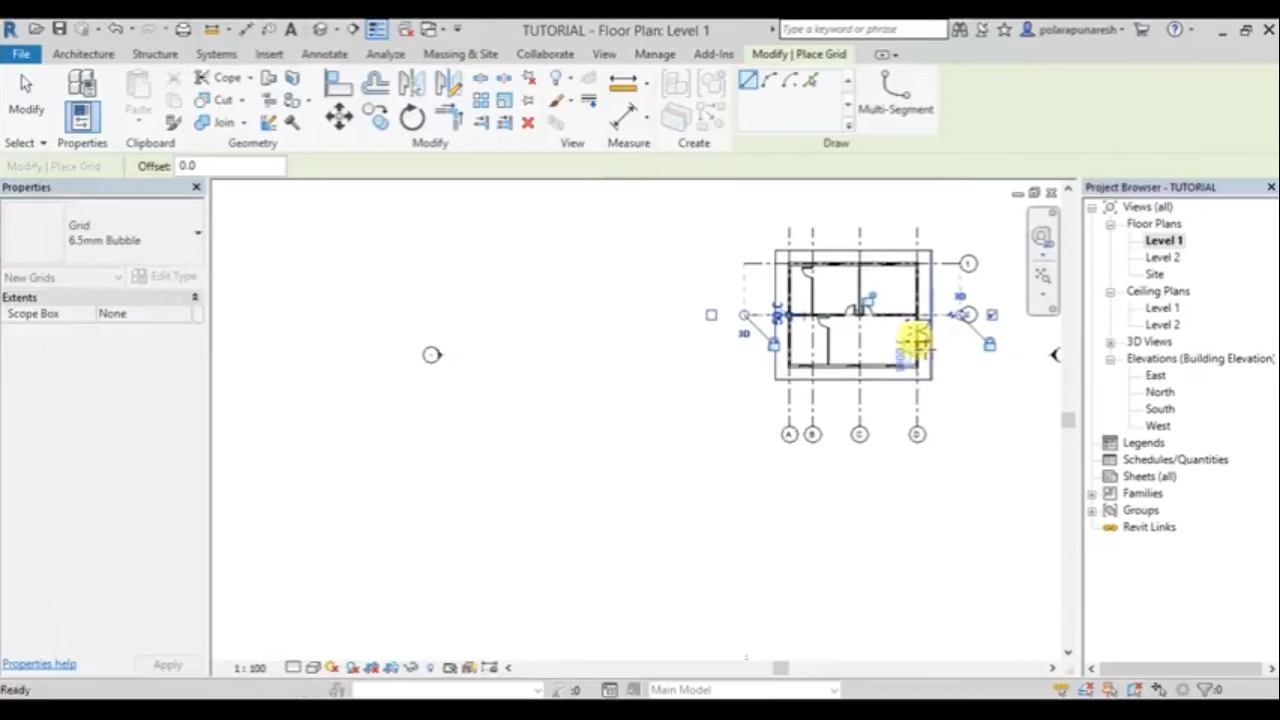 TUTORIAL - Floor Plan: Level 1
Type a keyword or phrase
polarapunaresh
File Architecture Structure Systems Insert Annotate Analyze Massing & Site Collaborate View Manage Add-Ins Modify | Place Grid
Modify
Paste
Cope
Cut
Join
Multi-Segment
Select Properties Clipboard Geometry Modify View Measure Create Draw
Modify | Place Grid Offset: 0.0
Properties
Grid
6.5mm Bubble
New Grids Edit Type
Extents
Scope Box None
Properties help Apply
1
3D
3D
A B C D
Project Browser - TUTORIAL
Views (all)
Floor Plans
Level 1
Level 2
Site
Ceiling Plans
Level 1
Level 2
3D Views
Elevations (Building Elevation)
East
North
South
West
Legends
Schedules/Quantities
Sheets (all)
Families
Groups
Revit Links
1 : 100
Ready
:0
Main Model
:0